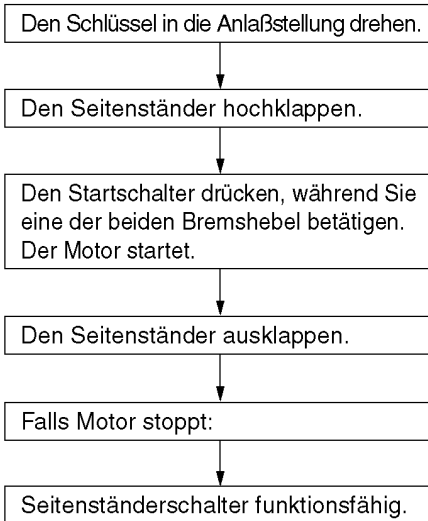 Den Schlüssel in die Anlaßstellung drehen.
Den Seitenständer hochklappen.
Den Startschalter drücken, während Sie
eine der beiden Bremshebel betätigen.
Der Motor startet.
Den Seitenständer ausklappen.
Falls Motor stoppt:
Seitenständerschalter funktionsfähig.